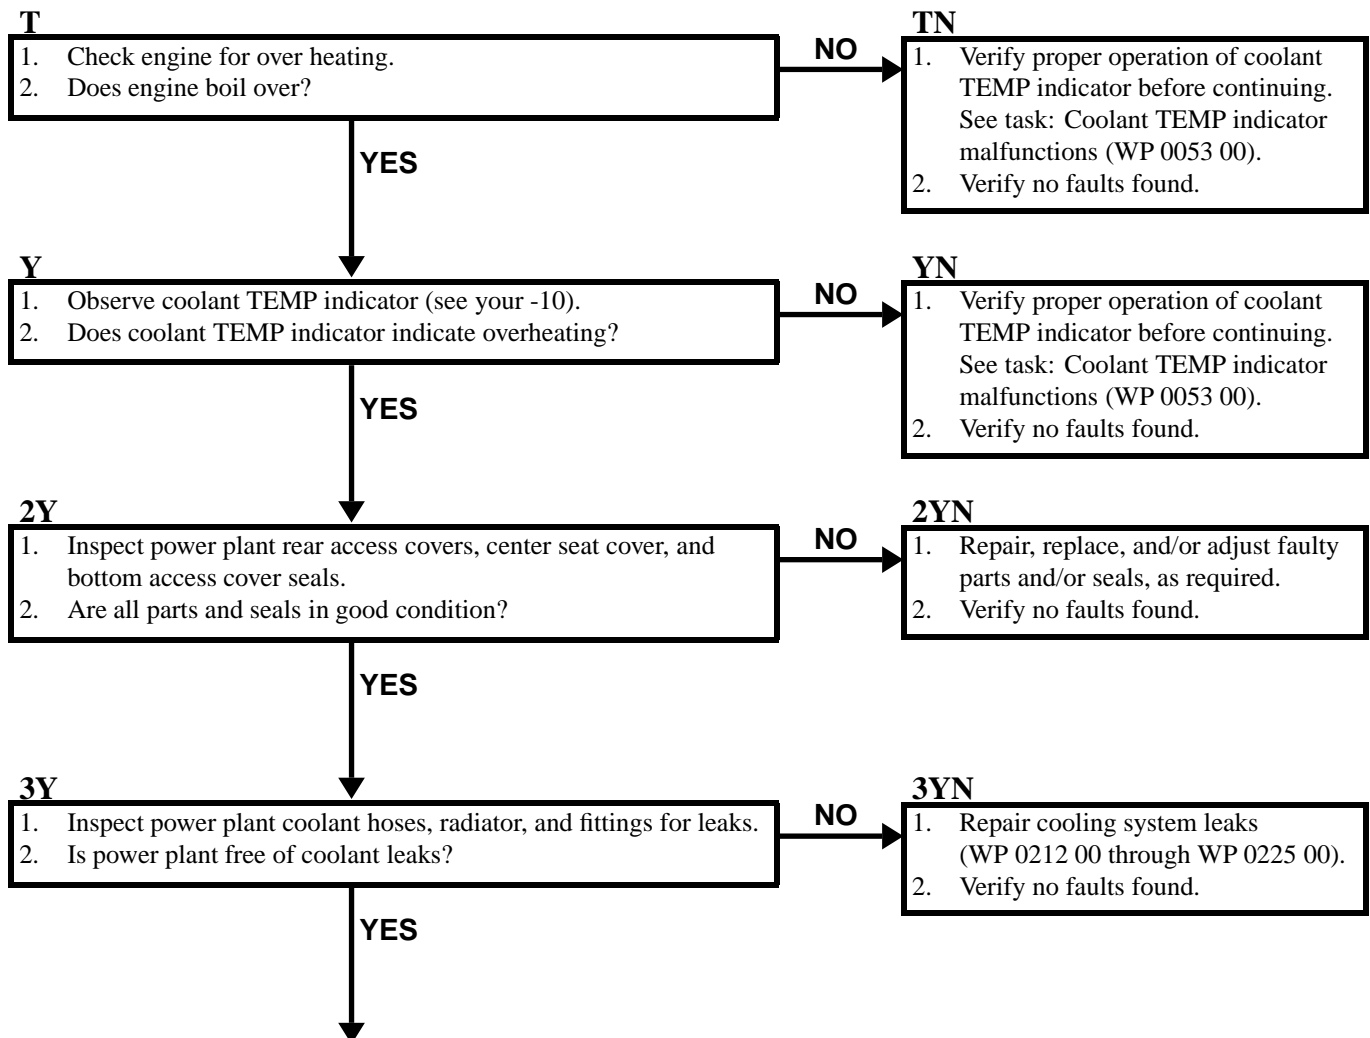 T
1. Check engine for over heating.
2. Does engine boil over?
NO
TN
1. Verify proper operation of coolant
TEMP indicator before continuing.
See task: Coolant TEMP indicator
malfunctions (WP 0053 00).
2. Verify no faults found.
YES
Y
1. Observe coolant TEMP indicator (see your -10).
2. Does coolant TEMP indicator indicate overheating?
NO
YN
1. Verify proper operation of coolant
TEMP indicator before continuing.
See task: Coolant TEMP indicator
malfunctions (WP 0053 00).
2. Verify no faults found.
YES
2Y
1. Inspect power plant rear access covers, center seat cover, and
bottom access cover seals.
2. Are all parts and seals in good condition?
NO
2YN
1. Repair, replace, and/or adjust faulty
parts and/or seals, as required.
2. Verify no faults found.
YES
3Y
1. Inspect power plant coolant hoses, radiator, and fittings for leaks.
2. Is power plant free of coolant leaks?
NO
3YN
1. Repair cooling system leaks
(WP 0212 00 through WP 0225 00).
2. Verify no faults found.
YES